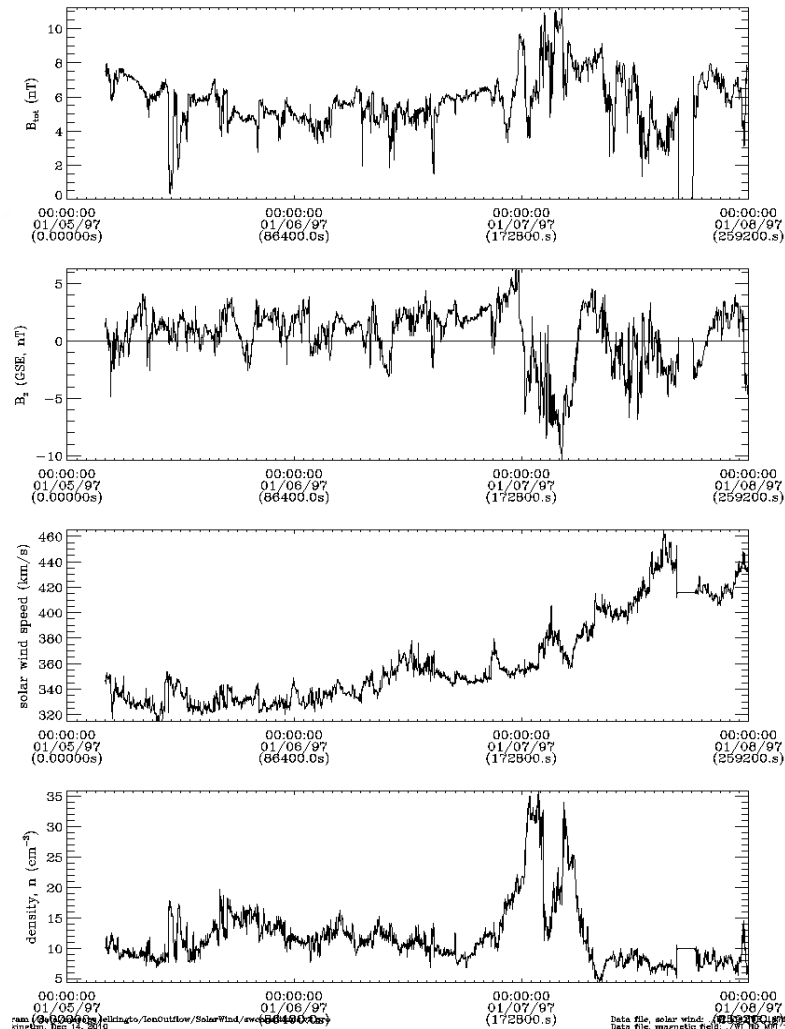 10
8
6
4
2
0
B_tot (nT)
00:00:00 00:00:00 00:00:00 00:00:00
01/05/97 01/06/97 01/07/97 01/08/97
(0.00000s) (86400.0s) (172800.s) (259200.s)
5
0
-5
-10
B_z (GSE, nT)
00:00:00 00:00:00 00:00:00 00:00:00
01/05/97 01/06/97 01/07/97 01/08/97
(0.00000s) (86400.0s) (172800.s) (259200.s)
460
440
420
400
380
360
340
320
solar wind speed (km/s)
00:00:00 00:00:00 00:00:00 00:00:00
01/05/97 01/06/97 01/07/97 01/08/97
(0.00000s) (86400.0s) (172800.s) (259200.s)
35
30
25
20
15
10
5
density, n (cm⁻³)
00:00:00 00:00:00 00:00:00 00:00:00
01/05/97 01/06/97 01/07/97 01/08/97
elkingto/IonOutflow/SolarWind/ Data file, solar wind:
Dec 14, 2010 Data file, magnetic field: